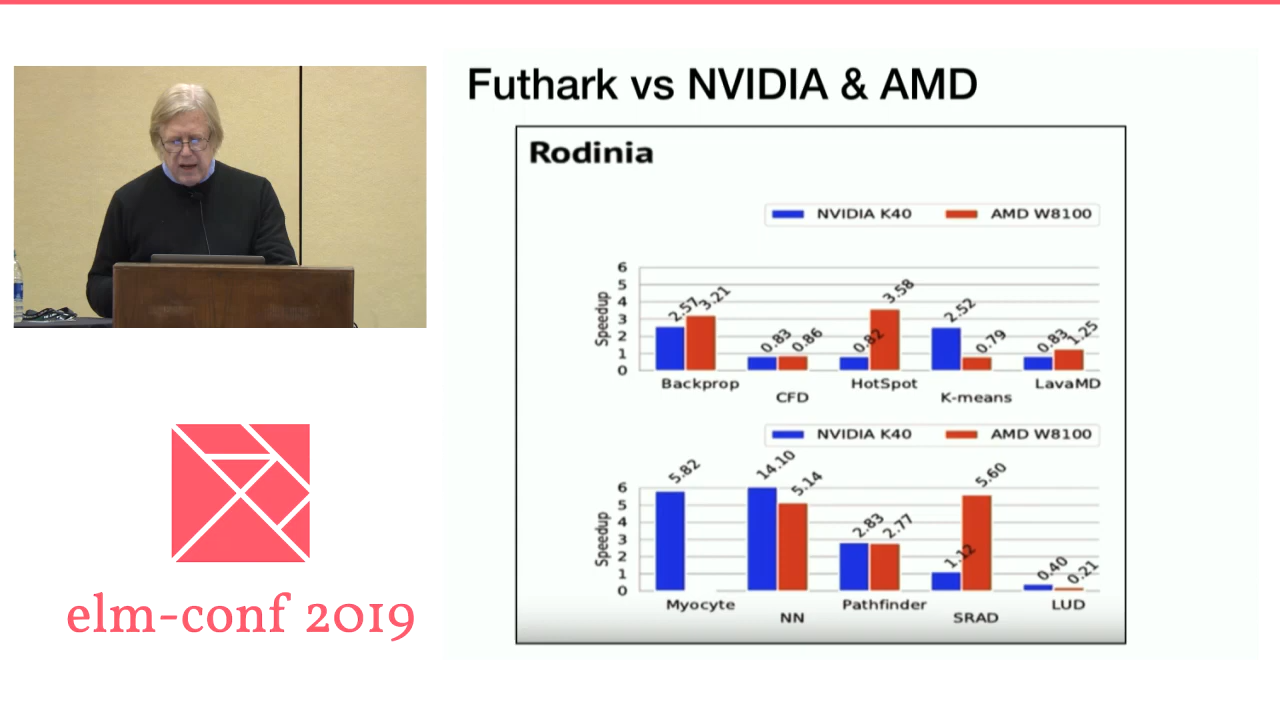 Futhark vs NVIDIA & AMD
Rodinia
NVIDIA K40 AMD W8100
6
5
4
3
2
1
0
Speedup
2.57 3.21 0.83 0.86 0.82 3.58 2.52 0.79 0.83 1.25
Backprop CFD HotSpot K-means LavaMD
NVIDIA K40 AMD W8100
6
5
4
3
2
1
0
Speedup
5.82 14.10 5.14 2.83 2.77 1.12 5.60 0.40 0.21
Myocyte NN Pathfinder SRAD LUD
elm-conf 2019